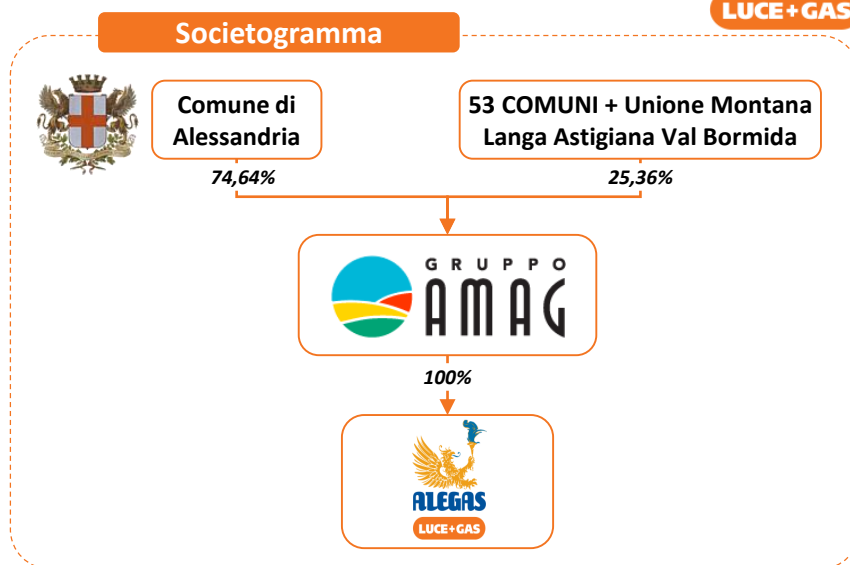 LUCE+GAS
Societogramma
Comune di
Alessandria
53 COMUNI + Unione Montana
Langa Astigiana Val Bormida
74,64%
25,36%
GRUPPO
AMAG
100%
ALEGAS
LUCE+GAS